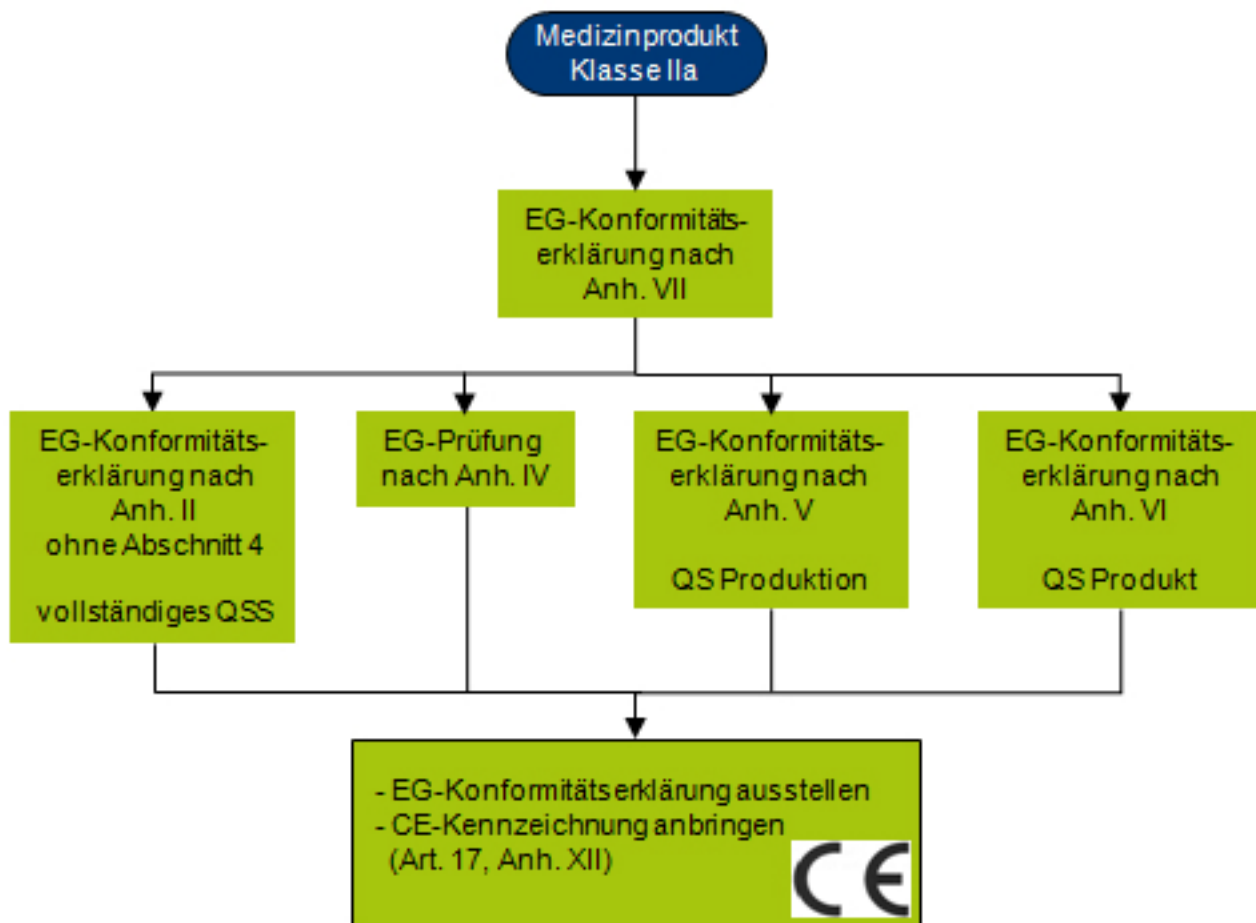 Medizinprodukt
Klasse IIa
EG-Konformitäts-
erklärung nach
Anh. VII
EG-Konformitäts-
erklärung nach
Anh. II
ohne Abschnitt 4
vollständiges QSS
EG-Prüfung
nach Anh. IV
EG-Konformitäts-
erklärung nach
Anh. V
QS Produktion
EG-Konformitäts-
erklärung nach
Anh. VI
QS Produkt
- EG-Konformitätserklärung ausstellen
- CE-Kennzeichnung anbringen
(Art. 17, Anh. XII)
CE